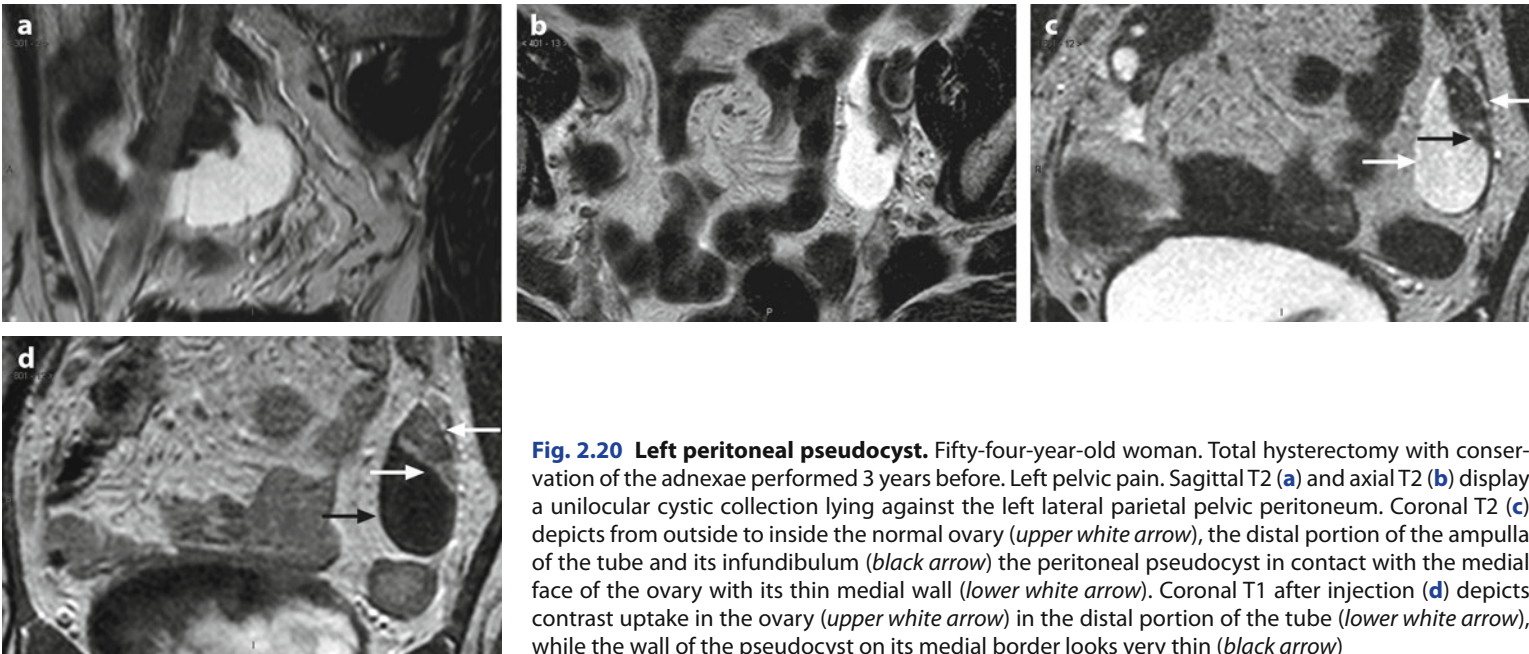 a
b
c
d
< 401 - 13 >
A
R
P
I
I
Fig. 2.20 Left peritoneal pseudocyst. Fifty-four-year-old woman. Total hysterectomy with conser-
vation of the adnexae performed 3 years before. Left pelvic pain. Sagittal T2 (a) and axial T2 (b) display
a unilocular cystic collection lying against the left lateral parietal pelvic peritoneum. Coronal T2 (c)
depicts from outside to inside the normal ovary (upper white arrow), the distal portion of the ampulla
of the tube and its infundibulum (black arrow) the peritoneal pseudocyst in contact with the medial
face of the ovary with its thin medial wall (lower white arrow). Coronal T1 after injection (d) depicts
contrast uptake in the ovary (upper white arrow) in the distal portion of the tube (lower white arrow),
while the wall of the pseudocyst on its medial border looks very thin (black arrow)